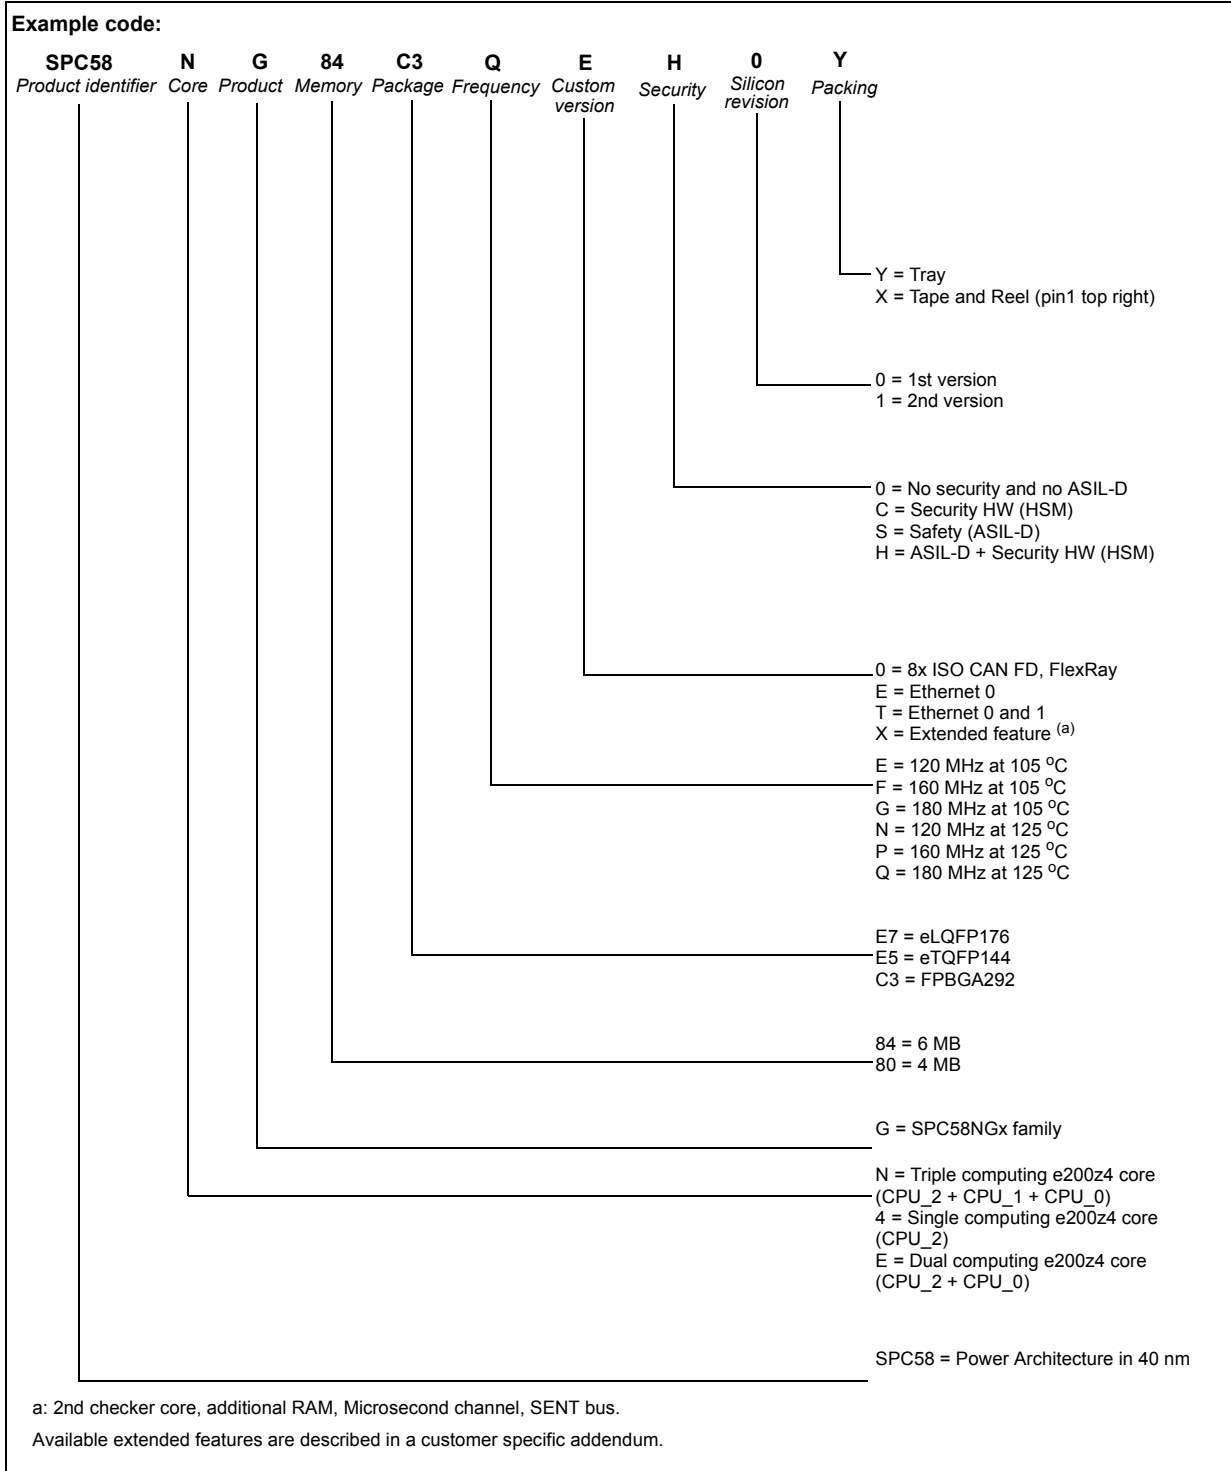 Example code:
SPC58 N G 84 C3 Q E H 0 Y
Product identifier Core Product Memory Package Frequency Custom version Security Silicon revision Packing
Y = Tray
X = Tape and Reel (pin1 top right)
0 = 1st version
1 = 2nd version
0 = No security and no ASIL-D
C = Security HW (HSM)
S = Safety (ASIL-D)
H = ASIL-D + Security HW (HSM)
0 = 8x ISO CAN FD, FlexRay
E = Ethernet 0
T = Ethernet 0 and 1
X = Extended feature (a)
E = 120 MHz at 105 ºC
F = 160 MHz at 105 ºC
G = 180 MHz at 105 ºC
N = 120 MHz at 125 ºC
P = 160 MHz at 125 ºC
Q = 180 MHz at 125 ºC
E7 = eLQFP176
E5 = eTQFP144
C3 = FPBGA292
84 = 6 MB
80 = 4 MB
G = SPC58NGx family
N = Triple computing e200z4 core
(CPU_2 + CPU_1 + CPU_0)
4 = Single computing e200z4 core
(CPU_2)
E = Dual computing e200z4 core
(CPU_2 + CPU_0)
SPC58 = Power Architecture in 40 nm
a: 2nd checker core, additional RAM, Microsecond channel, SENT bus.
Available extended features are described in a customer specific addendum.